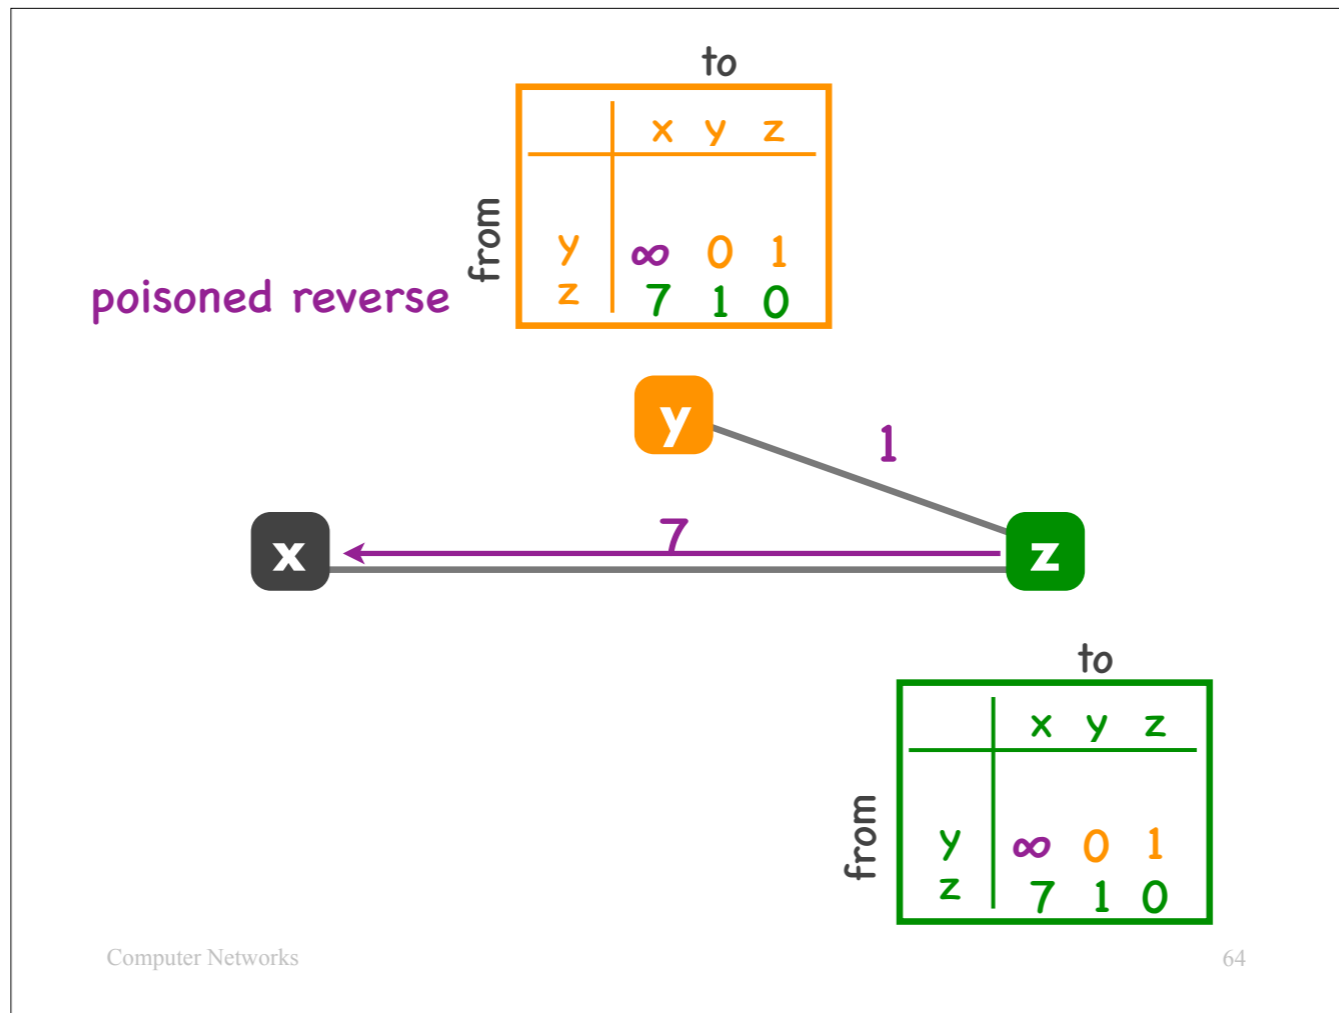 to
x y z
from
y ∞ 0 1
z 7 1 0
poisoned reverse
y
1
7
x
z
to
x y z
from
y ∞ 0 1
z 7 1 0
Computer Networks
64